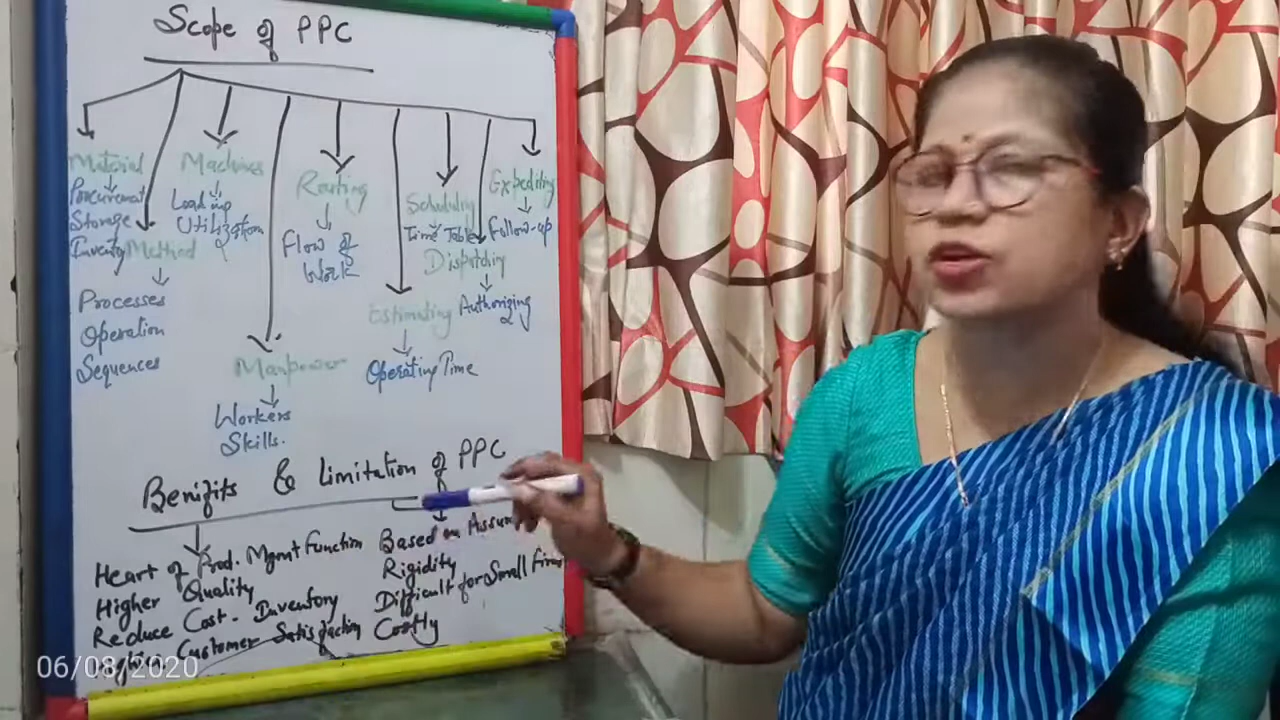 Scope of PPC
Material
Procurement
Storage
Inventory
Method
Processes
Operation
Sequences
Machines
Loading
Utilization
Manpower
Workers
Skills.
Routing
Flow of
Work
Estimating
Operating Time
Scheduling
Time Table
Dispatching
Authorizing
Expediting
Follow-up
Benifits & Limitation of PPC
Heart of Prod. Mgmt Function
Higher Quality
Reduce Cost - Inventory
Customer Satisfaction
Based on
Rigidity
Difficult for Small
Costly
06/08/2020